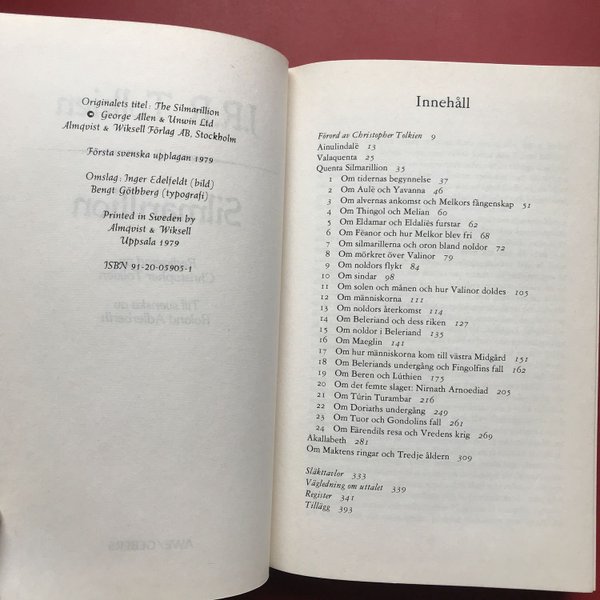 Originalets titel: The Silmarillion
© George Allen & Unwin Ltd
Almqvist & Wiksell Förlag AB, Stockholm
Första svenska upplagan 1979
Omslag: Inger Edelfeldt (bild)
Bengt Göthberg (typografi)
Printed in Sweden by
Almqvist & Wiksell
Uppsala 1979
ISBN 91-20-05905-1
Innehåll
Förord av Christopher Tolkien 9
Ainulindalë 13
Valaquenta 25
Quenta Silmarillion 35
1 Om tidernas begynnelse 37
2 Om Aulë och Yavanna 46
3 Om alvernas ankomst och Melkors fångenskap 51
4 Om Thingol och Melian 60
5 Om Eldamar och Eldaliës furstar 62
6 Om Fëanor och hur Melkor blev fri 68
7 Om silmarillerna och oron bland noldor 72
8 Om mörkret över Valinor 79
9 Om noldors flykt 84
10 Om sindar 98
11 Om solen och månen och hur Valinor doldes 105
12 Om människorna 111
13 Om noldors återkomst 114
14 Om Beleriand och dess riken 127
15 Om noldor i Beleriand 135
16 Om Maeglin 141
17 Om hur människorna kom till västra Midgård 151
18 Om Beleriands undergång och Fingolfins fall 162
19 Om Beren och Lúthien 175
20 Om det femte slaget: Nirnath Arnoediad 205
21 Om Túrin Turambar 216
22 Om Doriaths undergång 249
23 Om Tuor och Gondolins fall 261
24 Om Eärendils resa och Vredens krig 269
Akallabeth 281
Om Maktens ringar och Tredje åldern 309
Släkttavlor 333
Vägledning om uttalet 339
Register 341
Tillägg 393